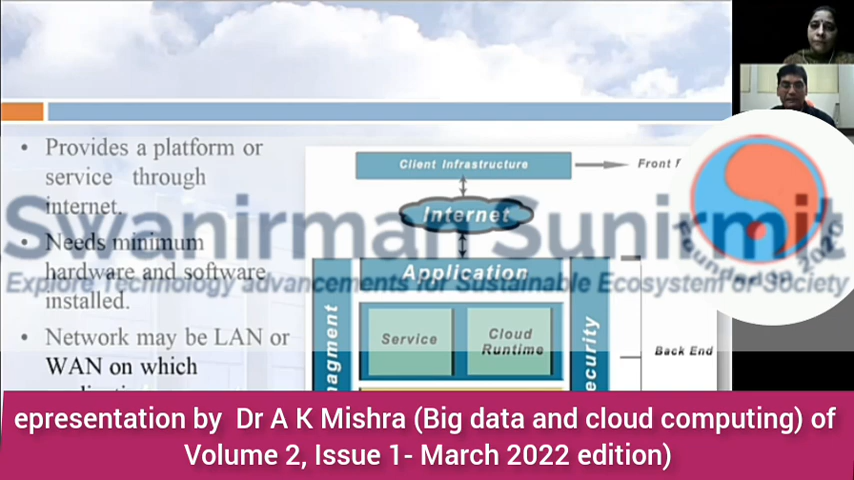 Provides a platform or
service through
internet.
Needs minimum
hardware and software
installed.
Network may be LAN or
WAN on which
Client Infrastructure
Front
Internet
Application
Service
Cloud
Runtime
Back End
Swanirman Sunirmit
Explore Technology advancements for Sustainable Ecosystem of Society
Founded in 2020
epresentation by Dr A K Mishra (Big data and cloud computing) of
Volume 2, Issue 1- March 2022 edition)